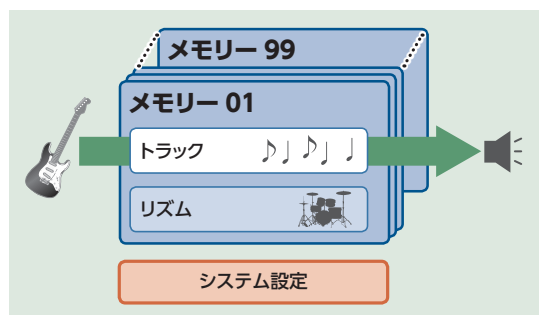 メモリー 99
メモリー 01
トラック
リズム
システム設定